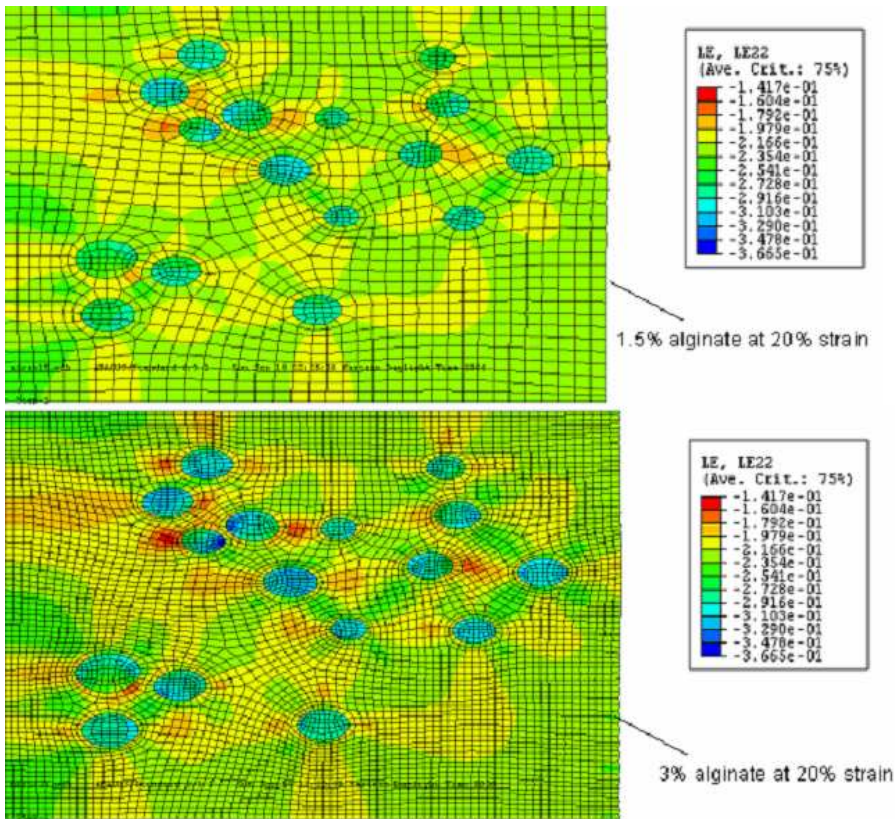 LE, LE22
(Ave. Crit.: 75%)
-1.417e-01
-1.604e-01
-1.792e-01
-1.979e-01
-2.166e-01
-2.354e-01
-2.541e-01
-2.728e-01
-2.916e-01
-3.103e-01
-3.290e-01
-3.478e-01
-3.665e-01
1.5% alginate at 20% strain
LE, LE22
(Ave. Crit.: 75%)
-1.417e-01
-1.604e-01
-1.792e-01
-1.979e-01
-2.166e-01
-2.354e-01
-2.541e-01
-2.728e-01
-2.916e-01
-3.103e-01
-3.290e-01
-3.478e-01
-3.665e-01
3% alginate at 20% strain